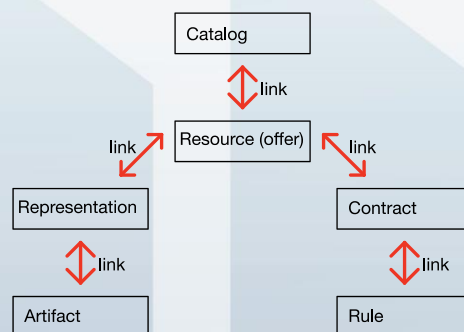 Catalog
link
Resource (offer)
link
link
Representation
Contract
link
link
Artifact
Rule